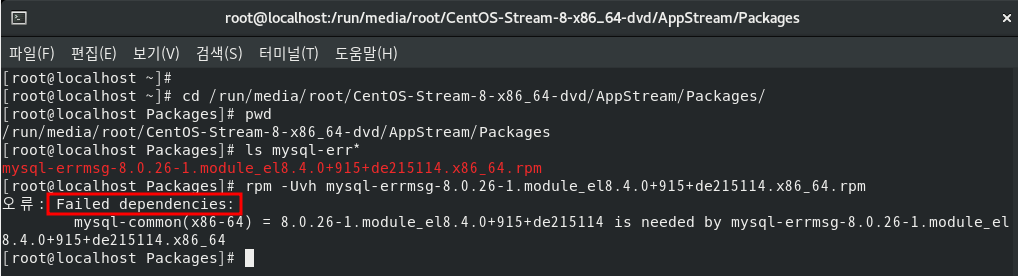 root@localhost:/run/media/root/CentOS-Stream-8-x86_64-dvd/AppStream/Packages
파일(F) 편집(E) 보기(V) 검색(S) 터미널(T) 도움말(H)
[root@localhost ~]#
[root@localhost ~]# cd /run/media/root/CentOS-Stream-8-x86_64-dvd/AppStream/Packages/
[root@localhost Packages]# pwd
/run/media/root/CentOS-Stream-8-x86_64-dvd/AppStream/Packages
[root@localhost Packages]# ls mysql-err*
mysql-errmsg-8.0.26-1.module_el8.4.0+915+de215114.x86_64.rpm
[root@localhost Packages]# rpm -Uvh mysql-errmsg-8.0.26-1.module_el8.4.0+915+de215114.x86_64.rpm
오류: Failed dependencies:
mysql-common(x86-64) = 8.0.26-1.module_el8.4.0+915+de215114 is needed by mysql-errmsg-8.0.26-1.module_el
8.4.0+915+de215114.x86_64
[root@localhost Packages]#